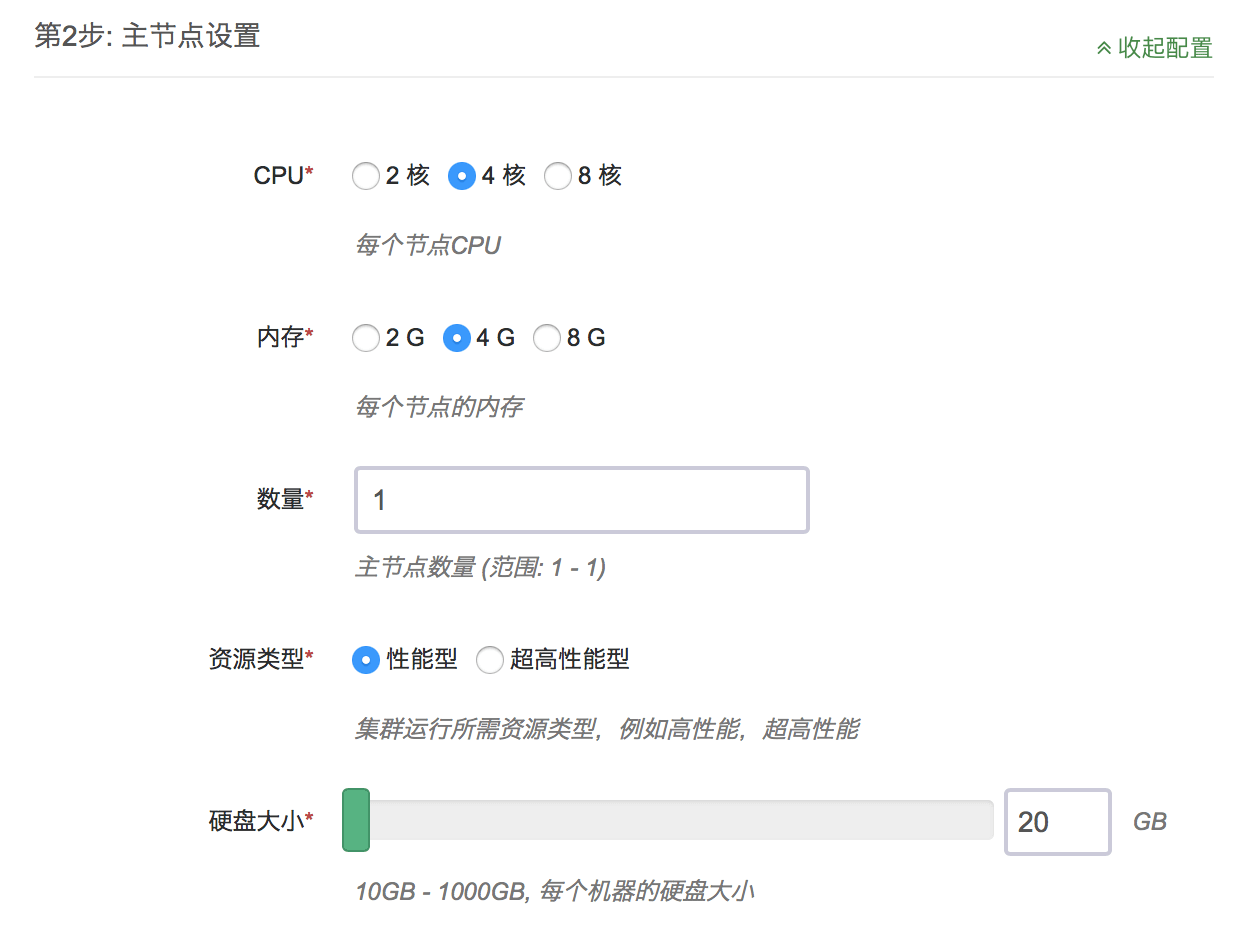 第2步: 主节点设置
收起配置
CPU* 2 核 4 核 8 核
每个节点CPU
内存* 2 G 4 G 8 G
每个节点的内存
数量* 1
主节点数量 (范围: 1 - 1)
资源类型* 性能型 超高性能型
集群运行所需资源类型，例如高性能，超高性能
硬盘大小* 20 GB
10GB - 1000GB, 每个机器的硬盘大小